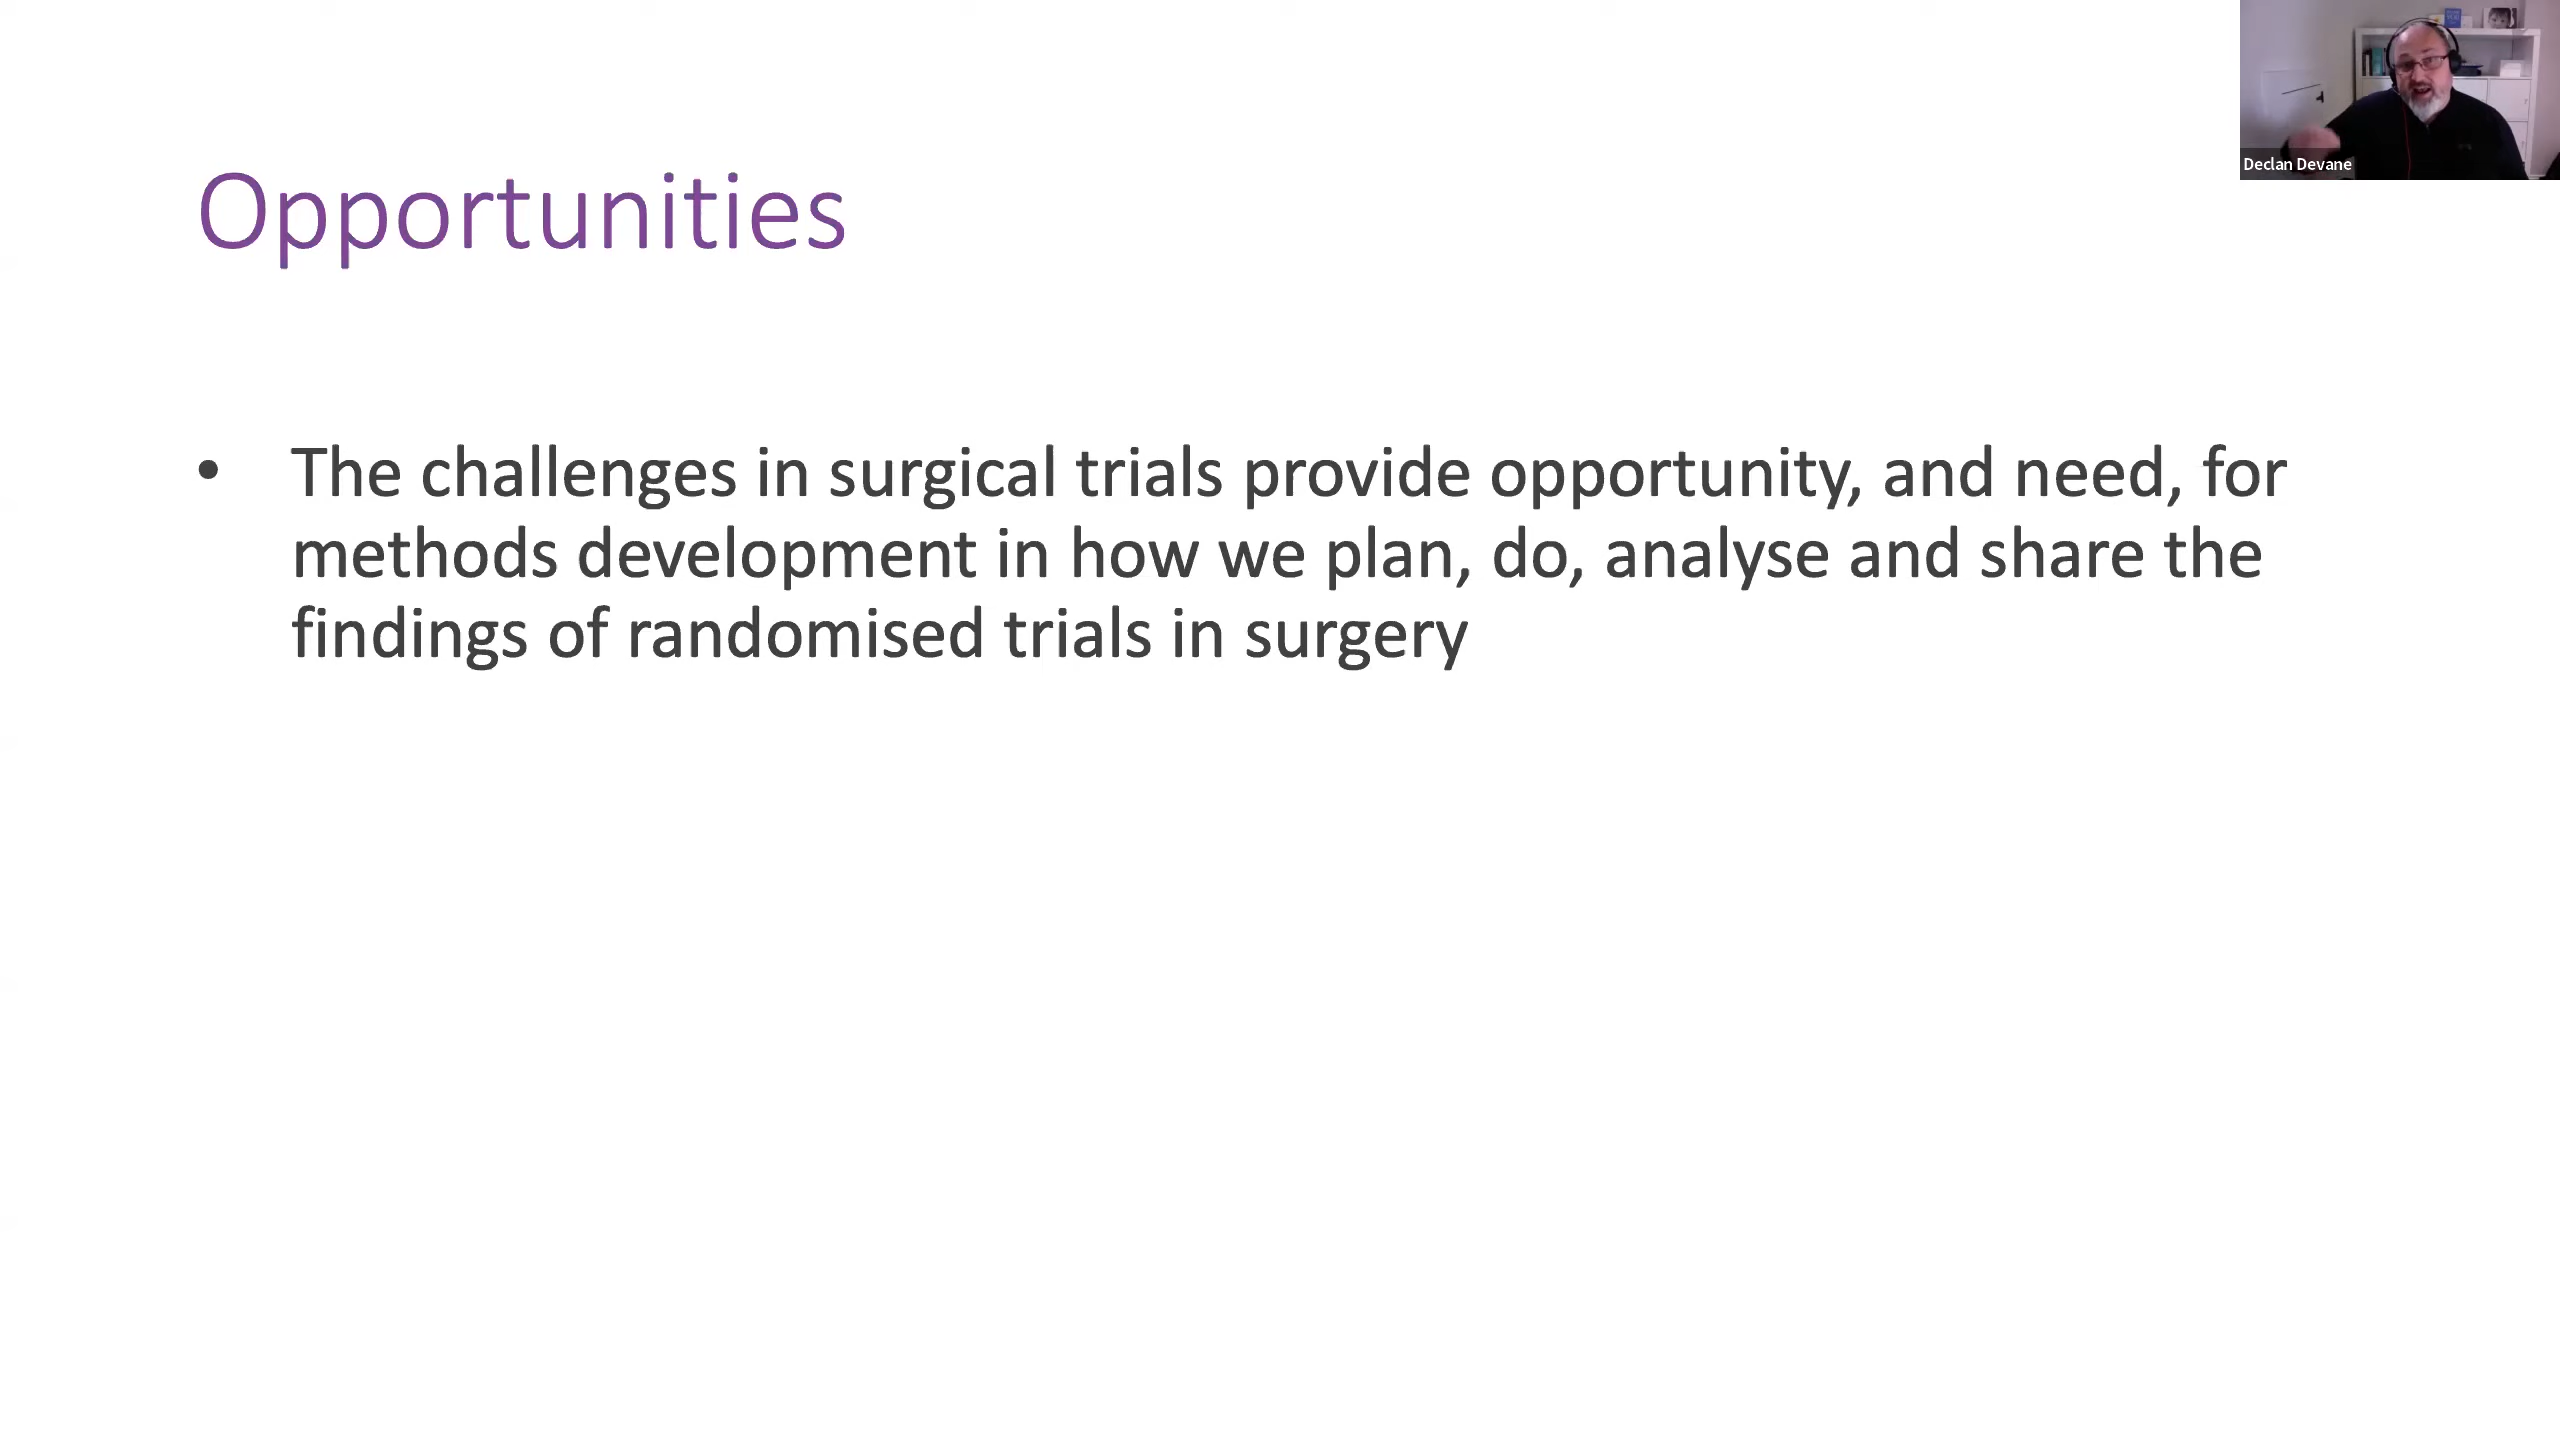 Declan Devane
Opportunities
• The challenges in surgical trials provide opportunity, and need, for
methods development in how we plan, do, analyse and share the
findings of randomised trials in surgery